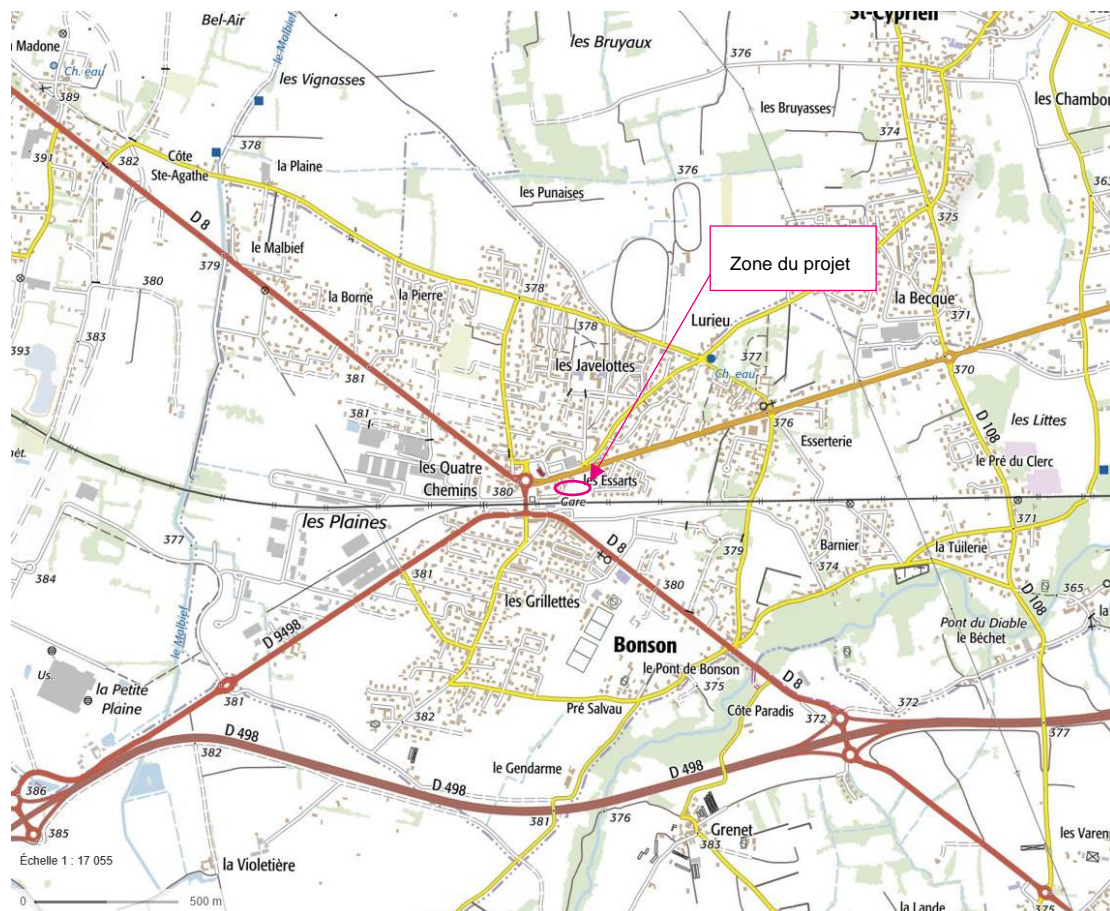 Bel-Air
le Malbiel
les Bruyaux
376
St-Cyprien
362
Madone
Ch. eau
les Vignasses
les Bruyasses
les Chambon
389
378
374
391
382
Côte
Ste-Agathe
la Plaine
les Punaises
376
363
375
D 8
le Malbief
Zone du projet
379
380
la Borne
la Pierre
378
Lurieu
la Becque
371
383
393
378
les Javelottes
377
Ch. eau
370
381
381
376
D 108
les Littes
Esserterie
les Quatre
Chemins
380
les Essarts
le Pré du Clerc
Gare
les Plaines
371
377
D 8
379
Barnier
la Tuilerie
384
381
374
380
365
les Grillettes
D 108
le Malbiel
D 9498
Bonson
Pont du Diable
le Béchet
la
Us.
la Petite
Plaine
le Pont de Bonson
375
D 8
381
Pré Salvau
Côte Paradis
372
372
382
D 498
377
382
le Gendarme
D 498
D 498
386
381
376
385
Grenet
383
les Varen
Échelle 1 : 17 055
la Violetière
0
500 m
la Lande
375